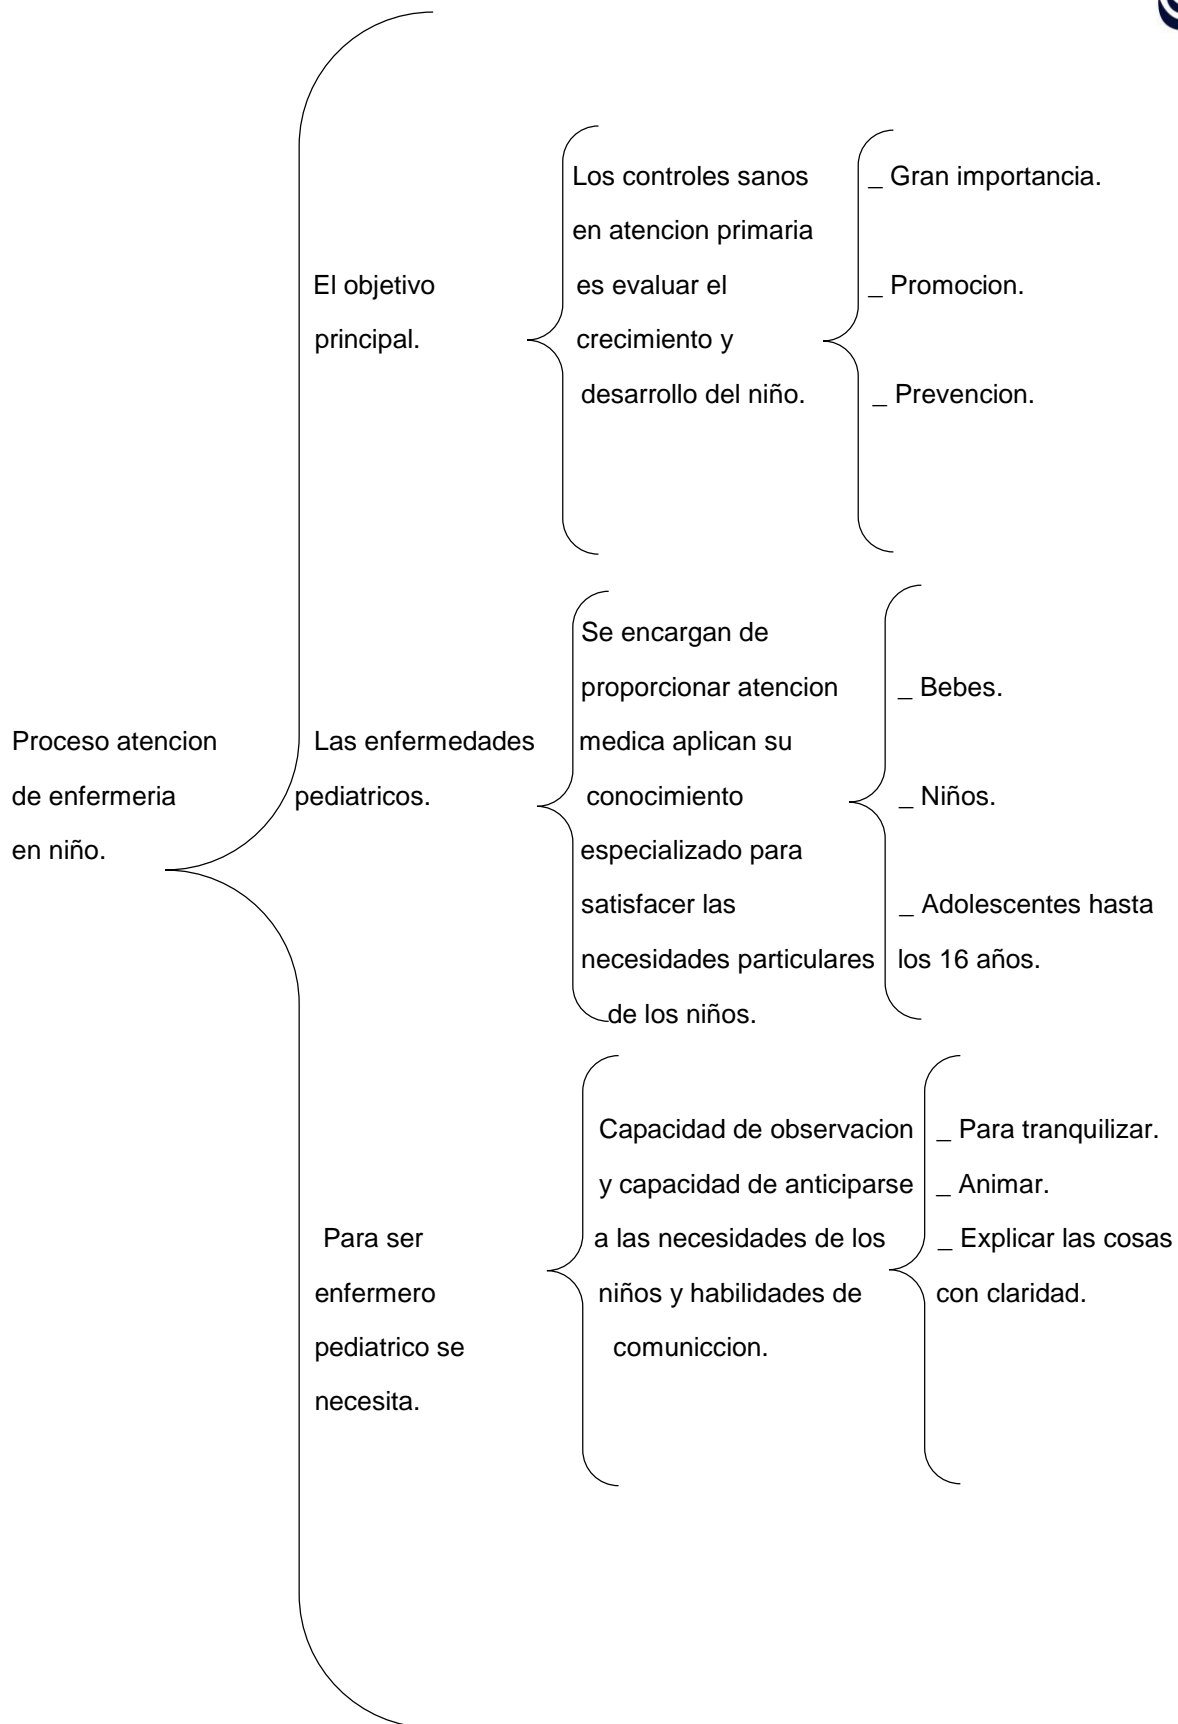 Proceso atencion
de enfermeria
en niño.
El objetivo
principal.
Los controles sanos
en atencion primaria
es evaluar el
crecimiento y
desarrollo del niño.
_ Gran importancia.
_ Promocion.
_ Prevencion.
Las enfermedades
pediatricos.
Se encargan de
proporcionar atencion
medica aplican su
conocimiento
especializado para
satisfacer las
necesidades particulares
de los niños.
_ Bebes.
_ Niños.
_ Adolescentes hasta
los 16 años.
Para ser
enfermero
pediatrico se
necesita.
Capacidad de observacion
y capacidad de anticiparse
a las necesidades de los
niños y habilidades de
comuniccion.
_ Para tranquilizar.
_ Animar.
_ Explicar las cosas
con claridad.